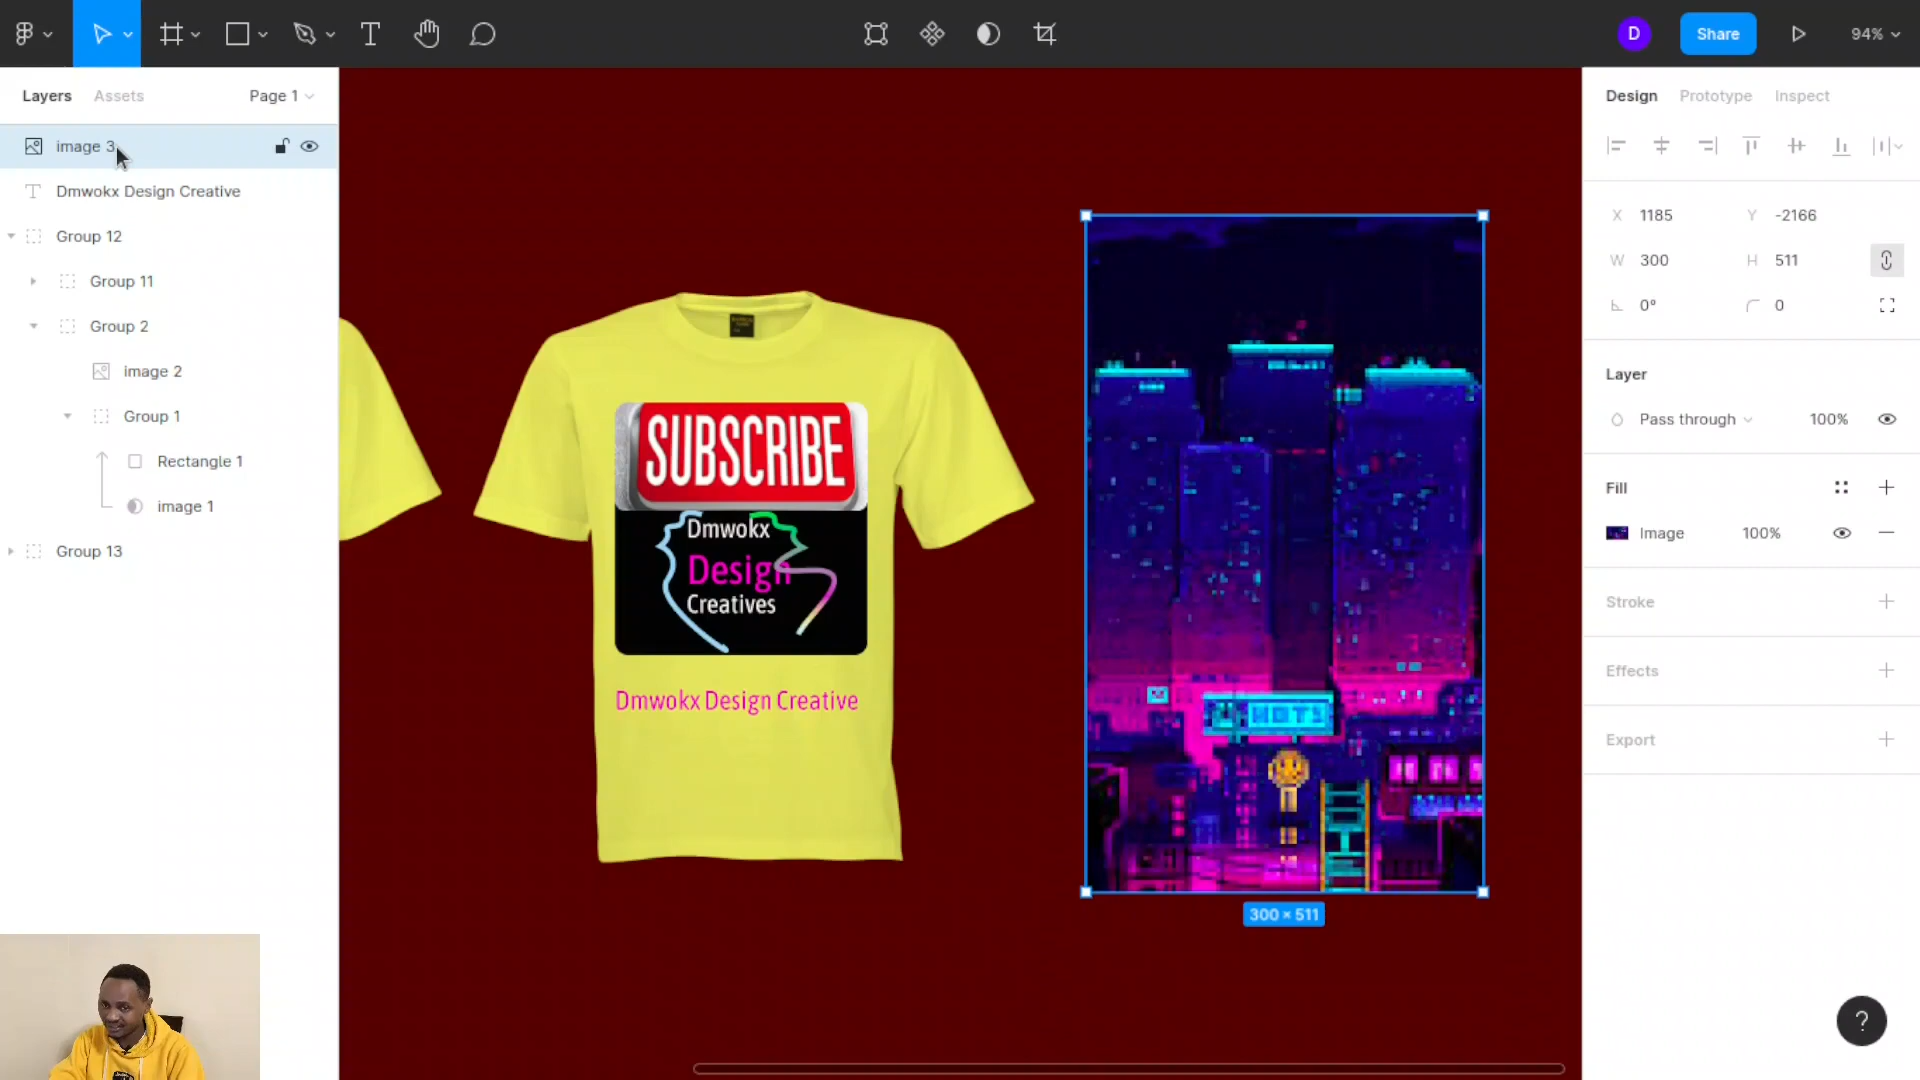 D
Share
94%
Layers
Assets
Page 1
image 3
Dmwokx Design Creative
Group 12
Group 11
Group 2
image 2
Group 1
Rectangle 1
image 1
Group 13
SUBSCRIBE
Dmwokx
Design
Creatives
Dmwokx Design Creative
HOTS
300 × 511
Design
Prototype
Inspect
X 1185
Y -2166
W 300
H 511
0°
0
Layer
Pass through
100%
Fill
Image
100%
Stroke
Effects
Export
?